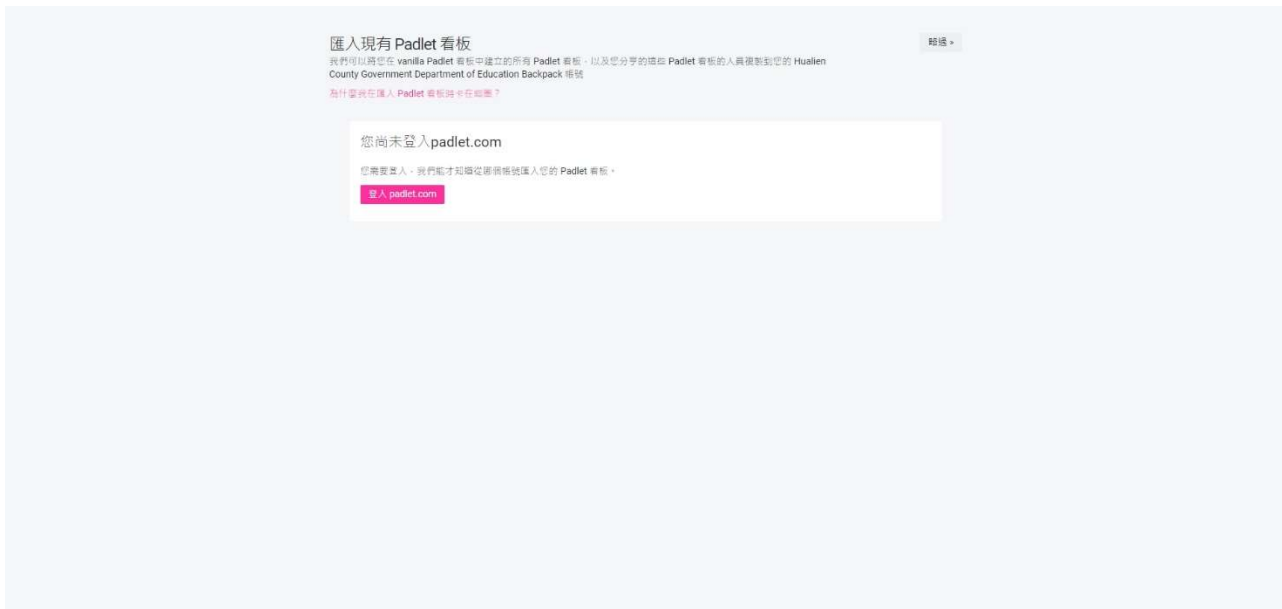 匯入現有 Padlet 看板
略過 »
我們可以將您在 vanilla Padlet 看板中建立的所有 Padlet 看板，以及您分享的這些 Padlet 看板的人員複製到您的 Hualien
County Government Department of Education Backpack 帳號
為什麼我在匯入 Padlet 看板時卡在迴圈？
您尚未登入padlet.com
您需要登入，我們能才知道從哪個帳號匯入您的 Padlet 看板。
登入 padlet.com